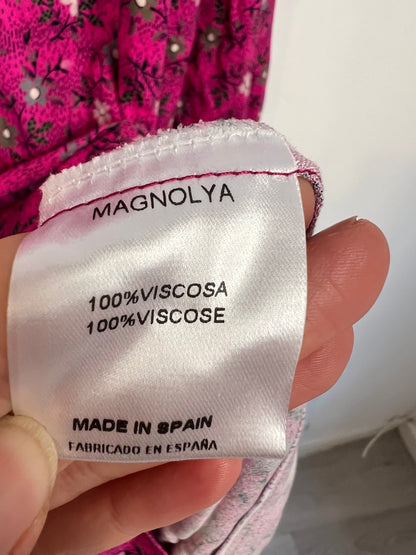 MAGNOLYA
100%VISCOSA
100%VISCOSE
MADE IN SPAIN
FABRICADO EN ESPAÑA